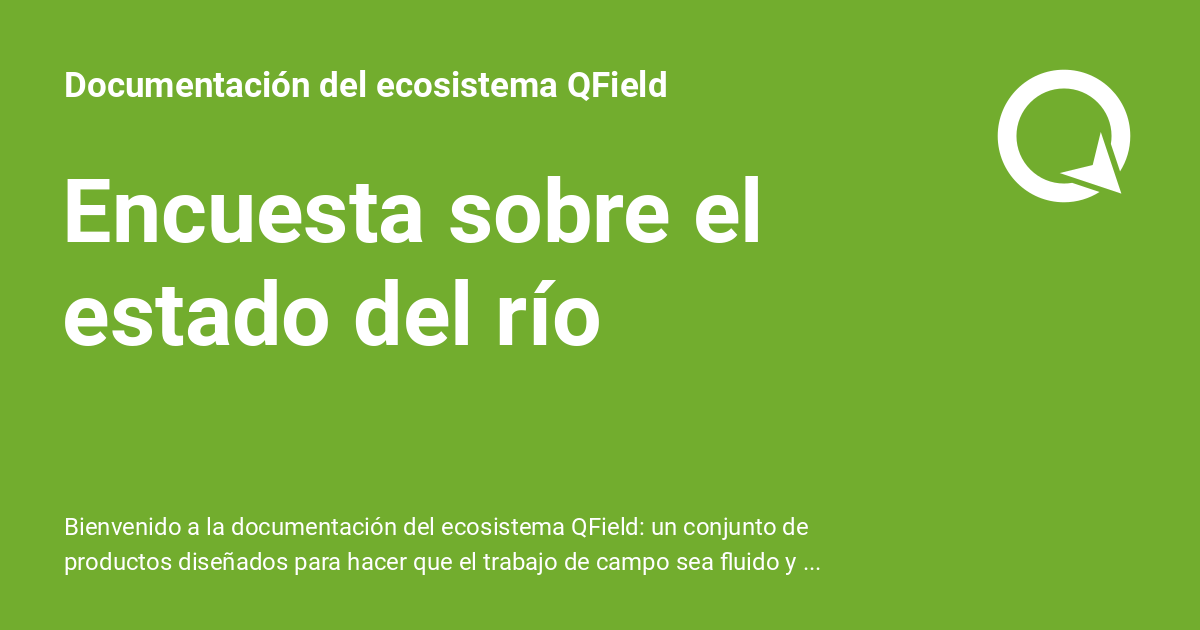 Documentación del ecosistema QField
Encuesta sobre el
estado del río
Bienvenido a la documentación del ecosistema QField: un conjunto de
productos diseñados para hacer que el trabajo de campo sea fluido y ...